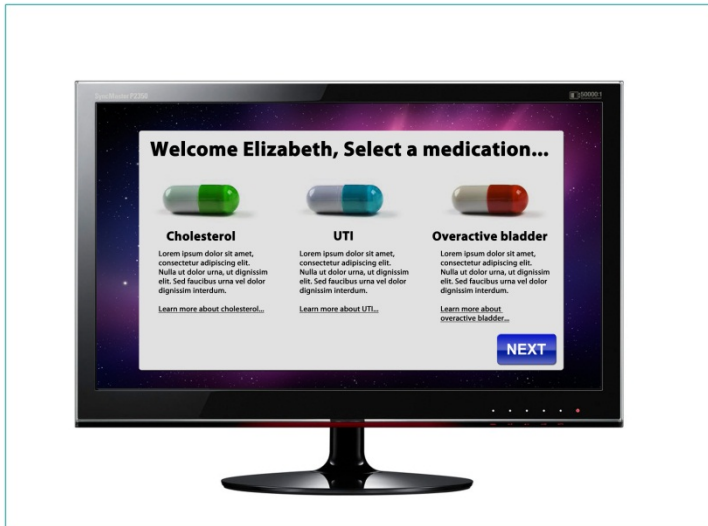 Welcome Elizabeth, Select a medication...
Cholesterol
Lorem ipsum dolor sit amet,
consectetur adipiscing elit.
Nulla ut dolor urna, ut dignissim
elit. Sed faucibus urna vel dolor
dignissim interdum.
Learn more about cholesterol...
UTI
Lorem ipsum dolor sit amet,
consectetur adipiscing elit.
Nulla ut dolor urna, ut dignissim
elit. Sed faucibus urna vel dolor
dignissim interdum.
Learn more about UTI...
Overactive bladder
Lorem ipsum dolor sit amet,
consectetur adipiscing elit.
Nulla ut dolor urna, ut dignissim
elit. Sed faucibus urna vel dolor
dignissim interdum.
Learn more about
overactive bladder...
NEXT